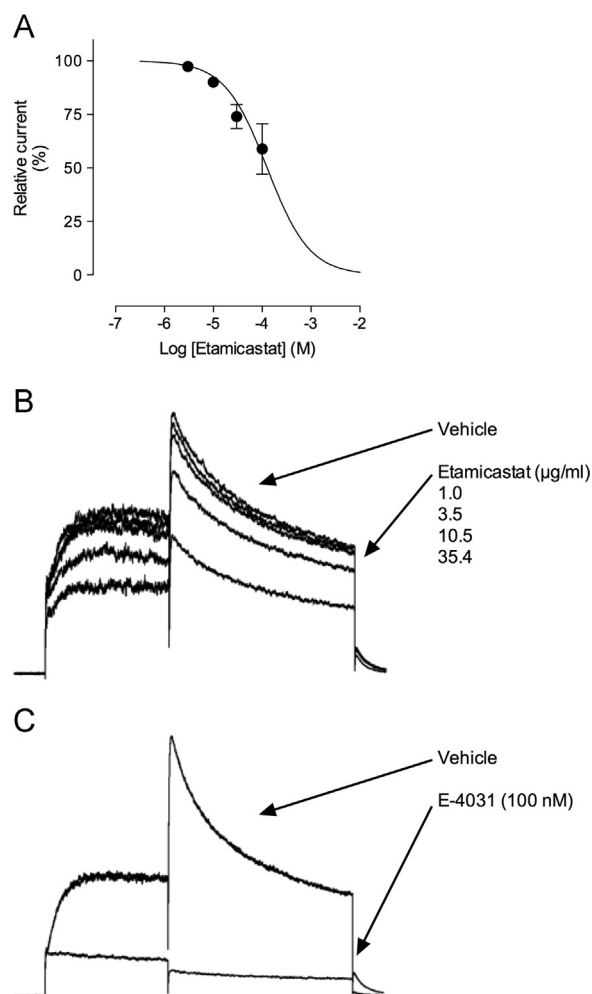 A
100
75
50
25
0
Relative current
(%)
-7 -6 -5 -4 -3 -2
Log [Etamicastat] (M)
B
Vehicle
Etamicastat (µg/ml)
1.0
3.5
10.5
35.4
C
Vehicle
E-4031 (100 nM)